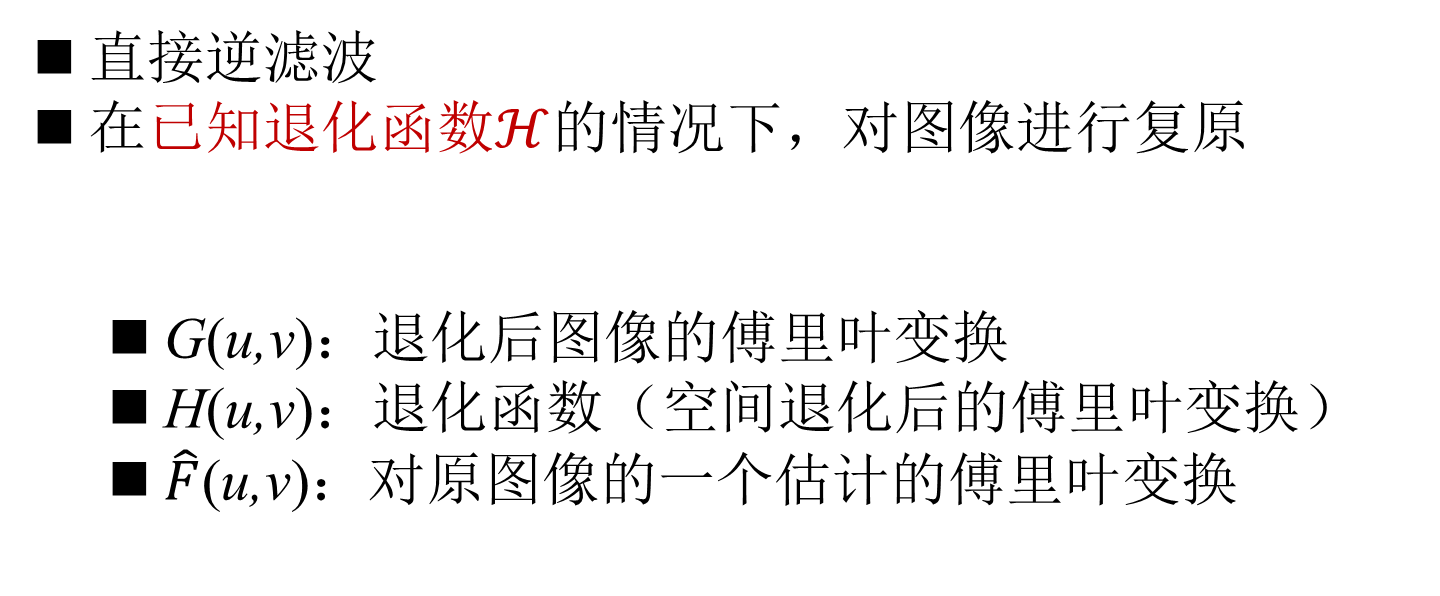 ■ 直接逆滤波
■ 在已知退化函数ℋ的情况下，对图像进行复原
■ G(u,v)：退化后图像的傅里叶变换
■ H(u,v)：退化函数（空间退化后的傅里叶变换）
■ F̂(u,v)：对原图像的一个估计的傅里叶变换